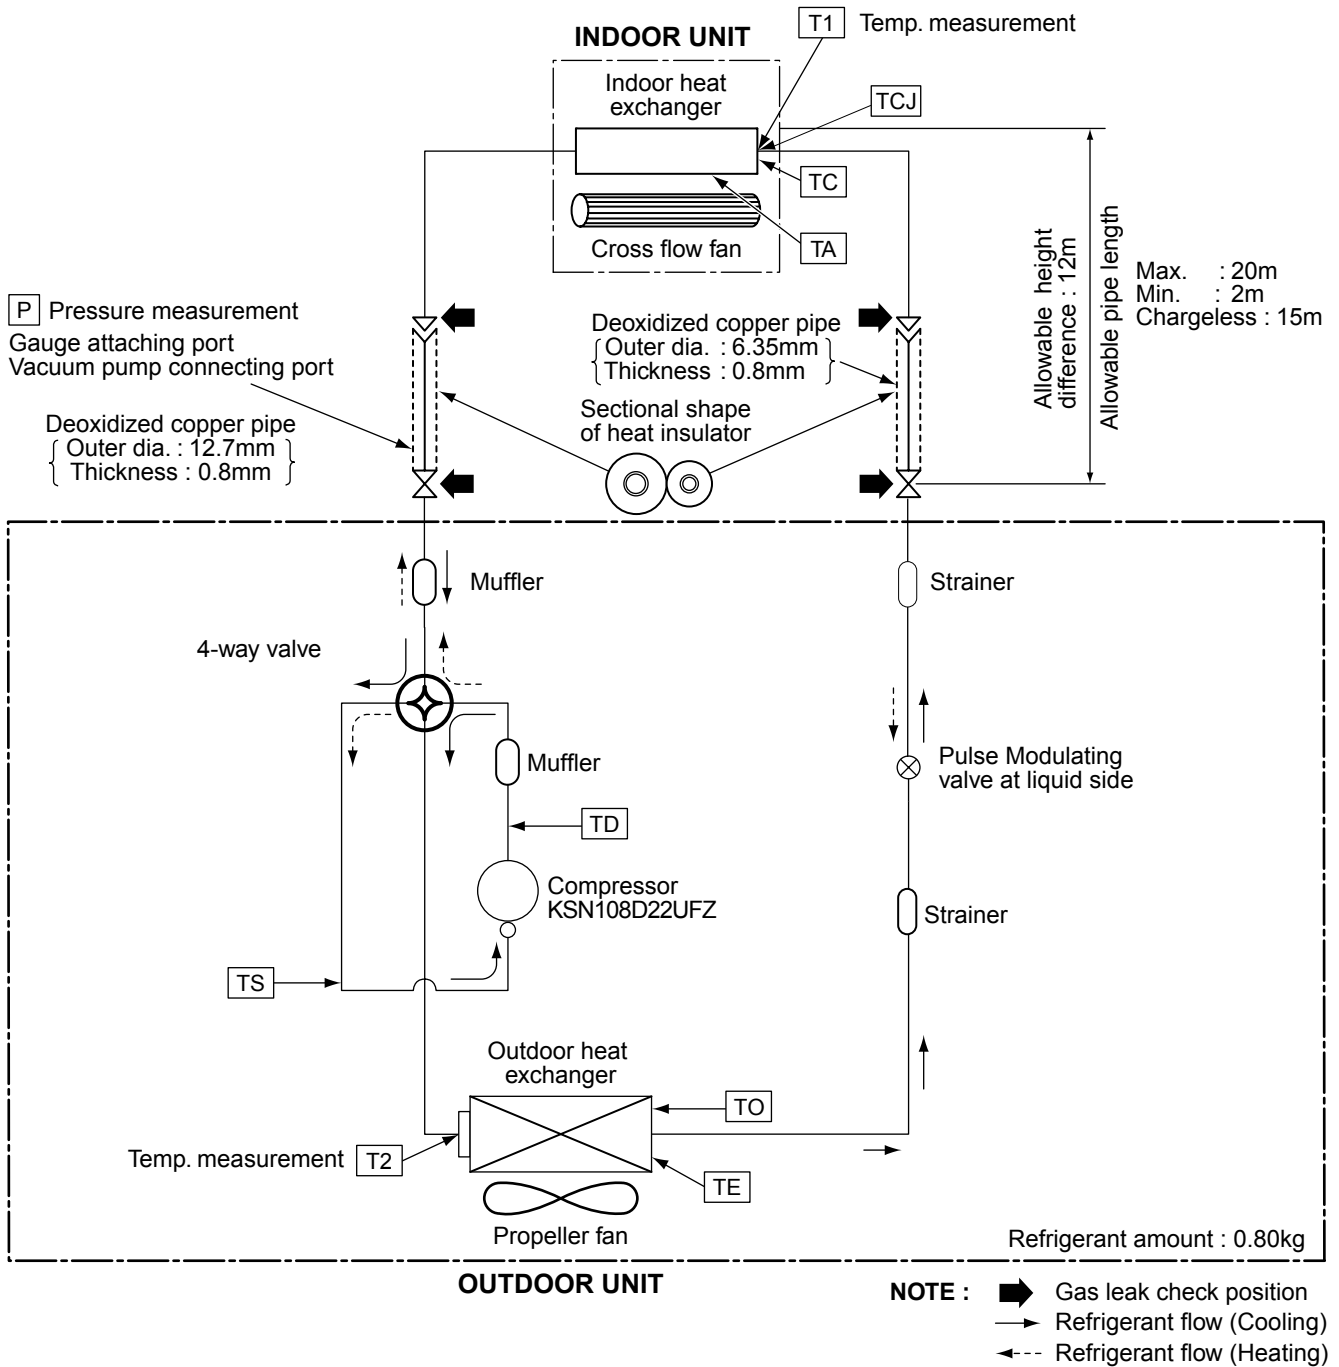 T1 Temp. measurement
INDOOR UNIT
Indoor heat
exchanger
TCJ
TC
TA
Cross flow fan
P Pressure measurement
Gauge attaching port
Vacuum pump connecting port
Deoxidized copper pipe
Outer dia. : 12.7mm
Thickness : 0.8mm
Deoxidized copper pipe
Outer dia. : 6.35mm
Thickness : 0.8mm
Sectional shape
of heat insulator
Allowable height
difference : 12m
Allowable pipe length
Max. : 20m
Min. : 2m
Chargeless : 15m
Muffler
Strainer
4-way valve
Muffler
Pulse Modulating
valve at liquid side
TD
Compressor
KSN108D22UFZ
Strainer
TS
Outdoor heat
exchanger
TO
Temp. measurement T2
TE
Propeller fan
Refrigerant amount : 0.80kg
OUTDOOR UNIT
NOTE : Gas leak check position
Refrigerant flow (Cooling)
Refrigerant flow (Heating)